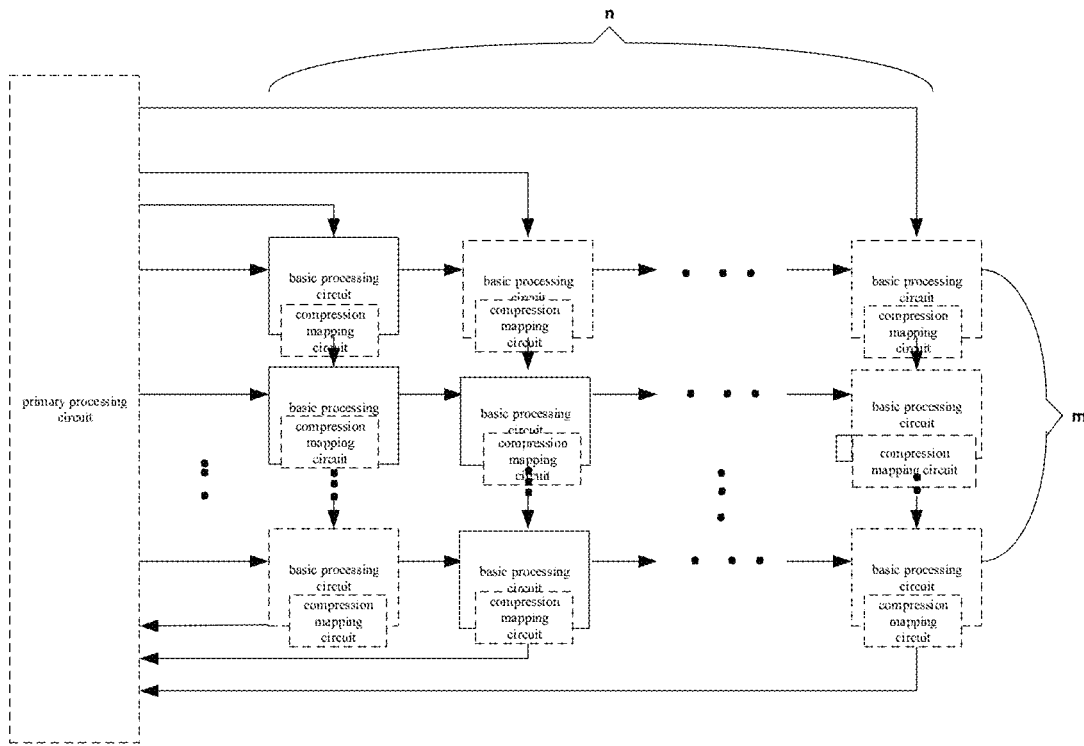 n
basic processing
circuit
compression
mapping
circuit
basic processing
circuit
compression
mapping
circuit
basic processing
circuit
compression
mapping
circuit
primary processing
circuit
basic processing
compression
mapping
circuit
basic processing
circuit
compression
mapping
circuit
basic processing
circuit
compression
mapping circuit
m
basic processing
circuit
compression
mapping
circuit
basic processing
circuit
compression
mapping
circuit
basic processing
circuit
compression
mapping
circuit